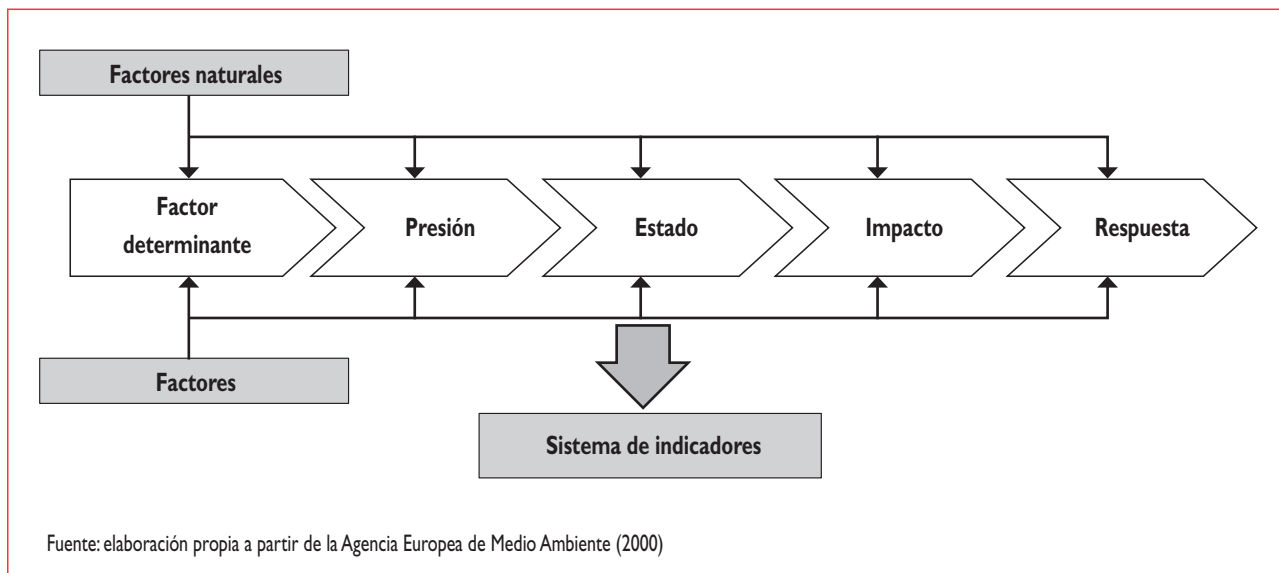 Factores naturales
Factor
determinante
Presión
Estado
Impacto
Respuesta
Factores
Sistema de indicadores
Fuente: elaboración propia a partir de la Agencia Europea de Medio Ambiente (2000)